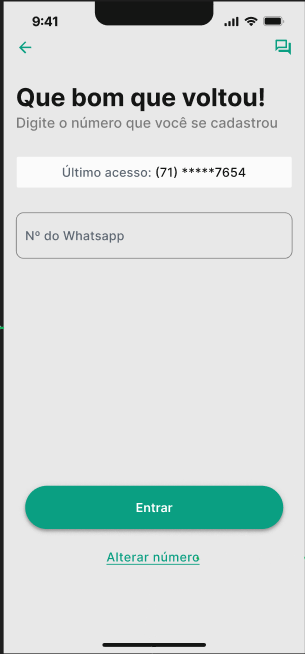 9:41
Que bom que voltou!
Digite o número que você se cadastrou
Último acesso: (71) *****7654
Nº do Whatsapp
Entrar
Alterar número